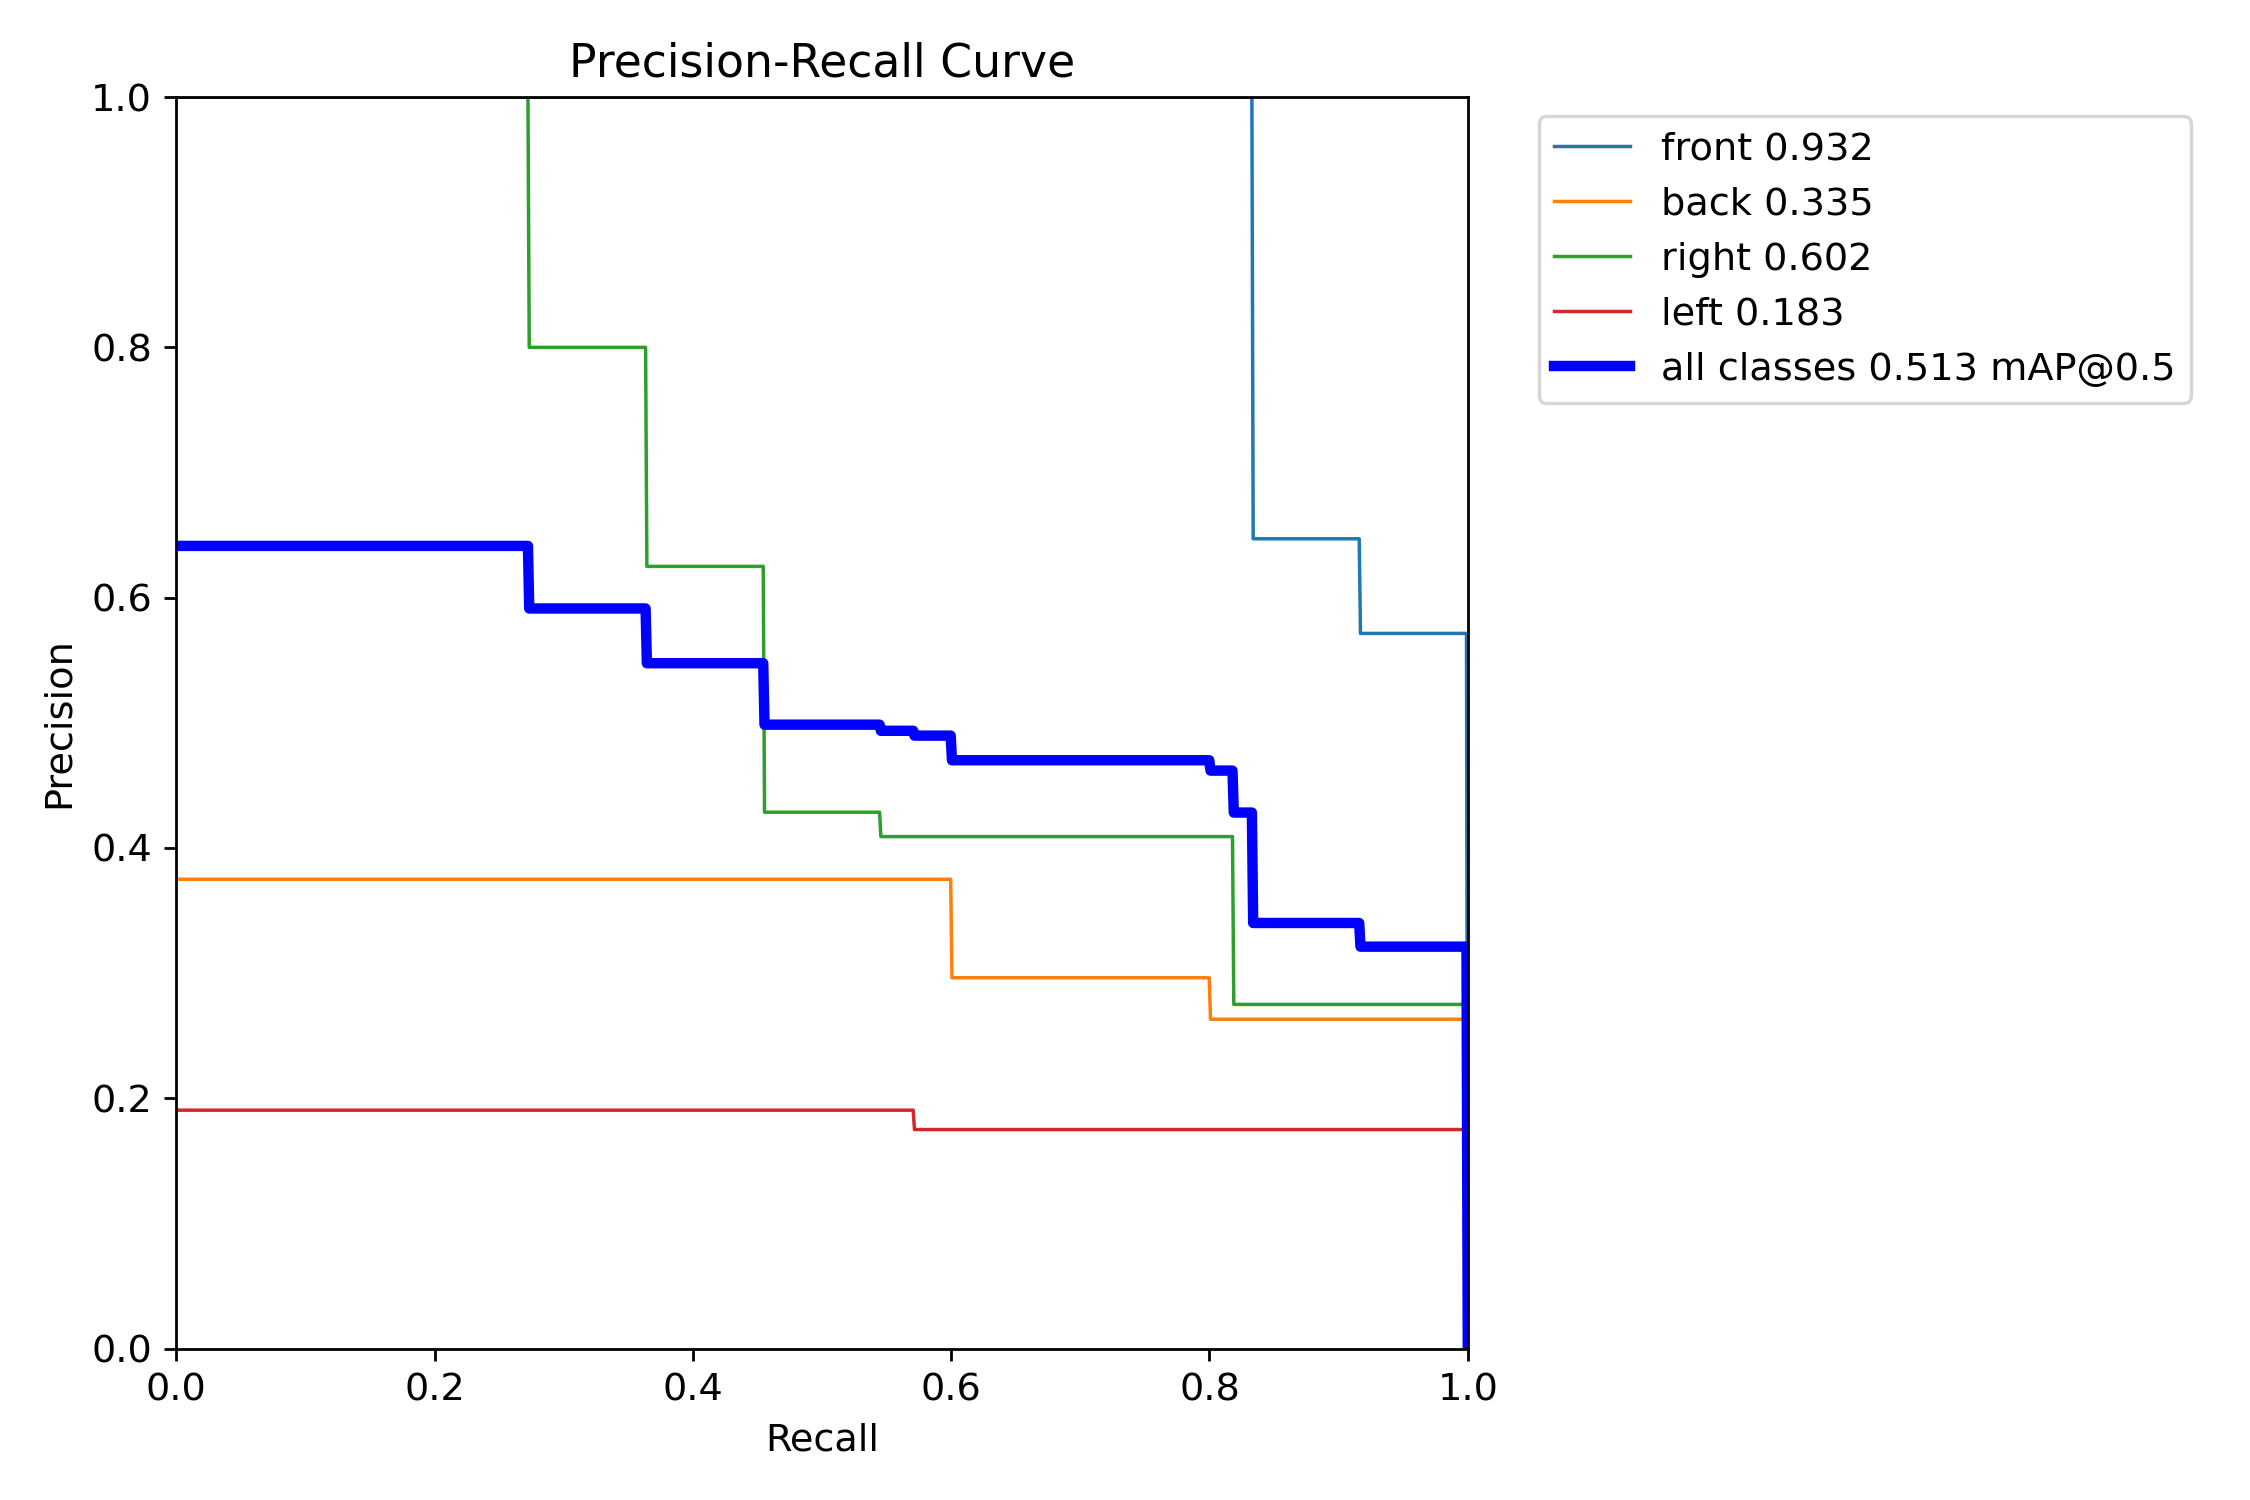 Precision-Recall Curve
1.0
0.8
0.6
0.4
0.2
0.0
Precision
0.0 0.2 0.4 0.6 0.8 1.0
Recall
front 0.932
back 0.335
right 0.602
left 0.183
all classes 0.513 mAP@0.5